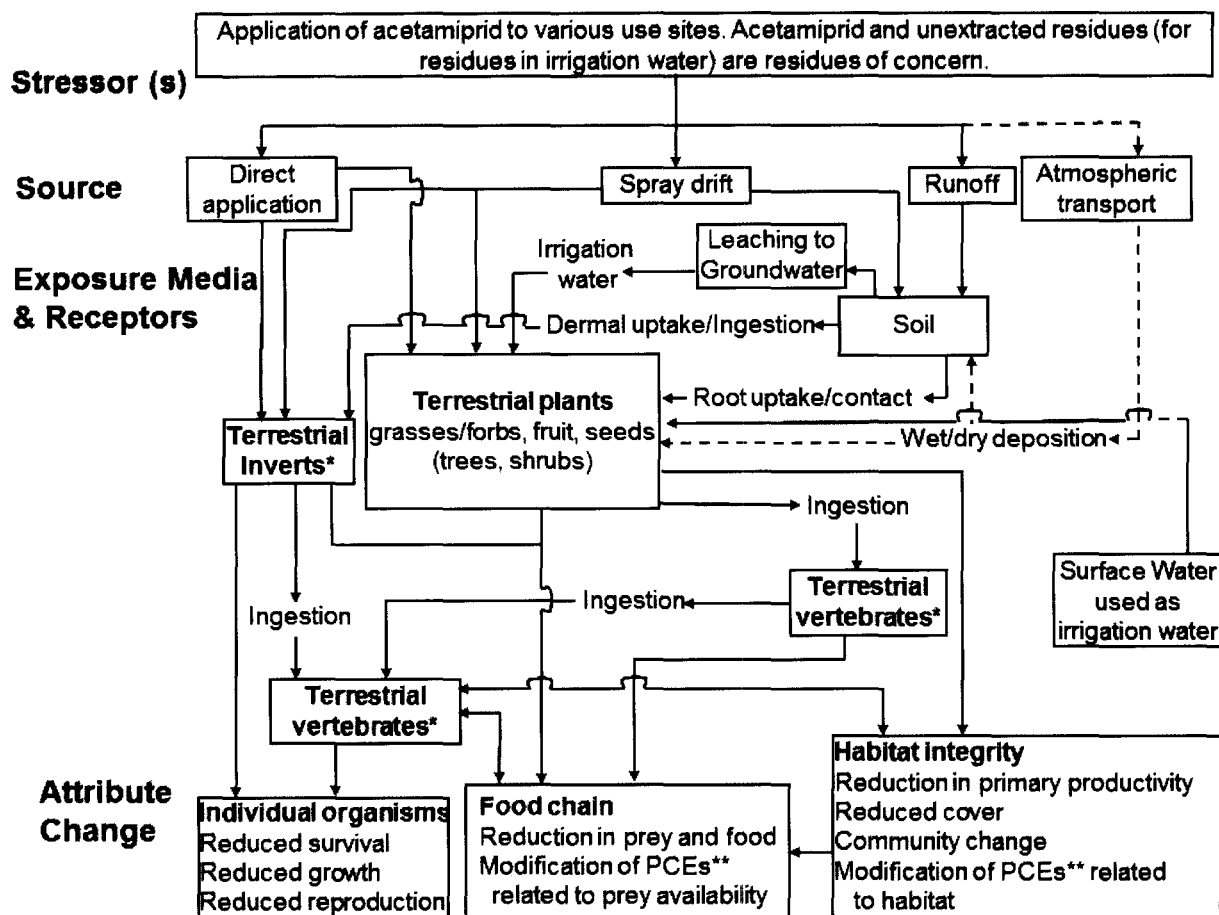 Application of acetamiprid to various use sites. Acetamiprid and unextracted residues (for
residues in irrigation water) are residues of concern.
Stressor (s)
Source
Direct
application
Spray drift
Runoff
Atmospheric
transport
Exposure Media
& Receptors
Irrigation
water
Leaching to
Groundwater
Dermal uptake/Ingestion
Soil
Root uptake/contact
Wet/dry deposition
Terrestrial
Inverts*
Terrestrial plants
grasses/forbs, fruit, seeds
(trees, shrubs)
Ingestion
Surface Water
used as
irrigation water
Ingestion
Ingestion
Terrestrial
vertebrates*
Terrestrial
vertebrates*
Attribute
Change
Individual organisms
Reduced survival
Reduced growth
Reduced reproduction
Food chain
Reduction in prey and food
Modification of PCEs**
related to prey availability
Habitat integrity
Reduction in primary productivity
Reduced cover
Community change
Modification of PCEs** related
to habitat